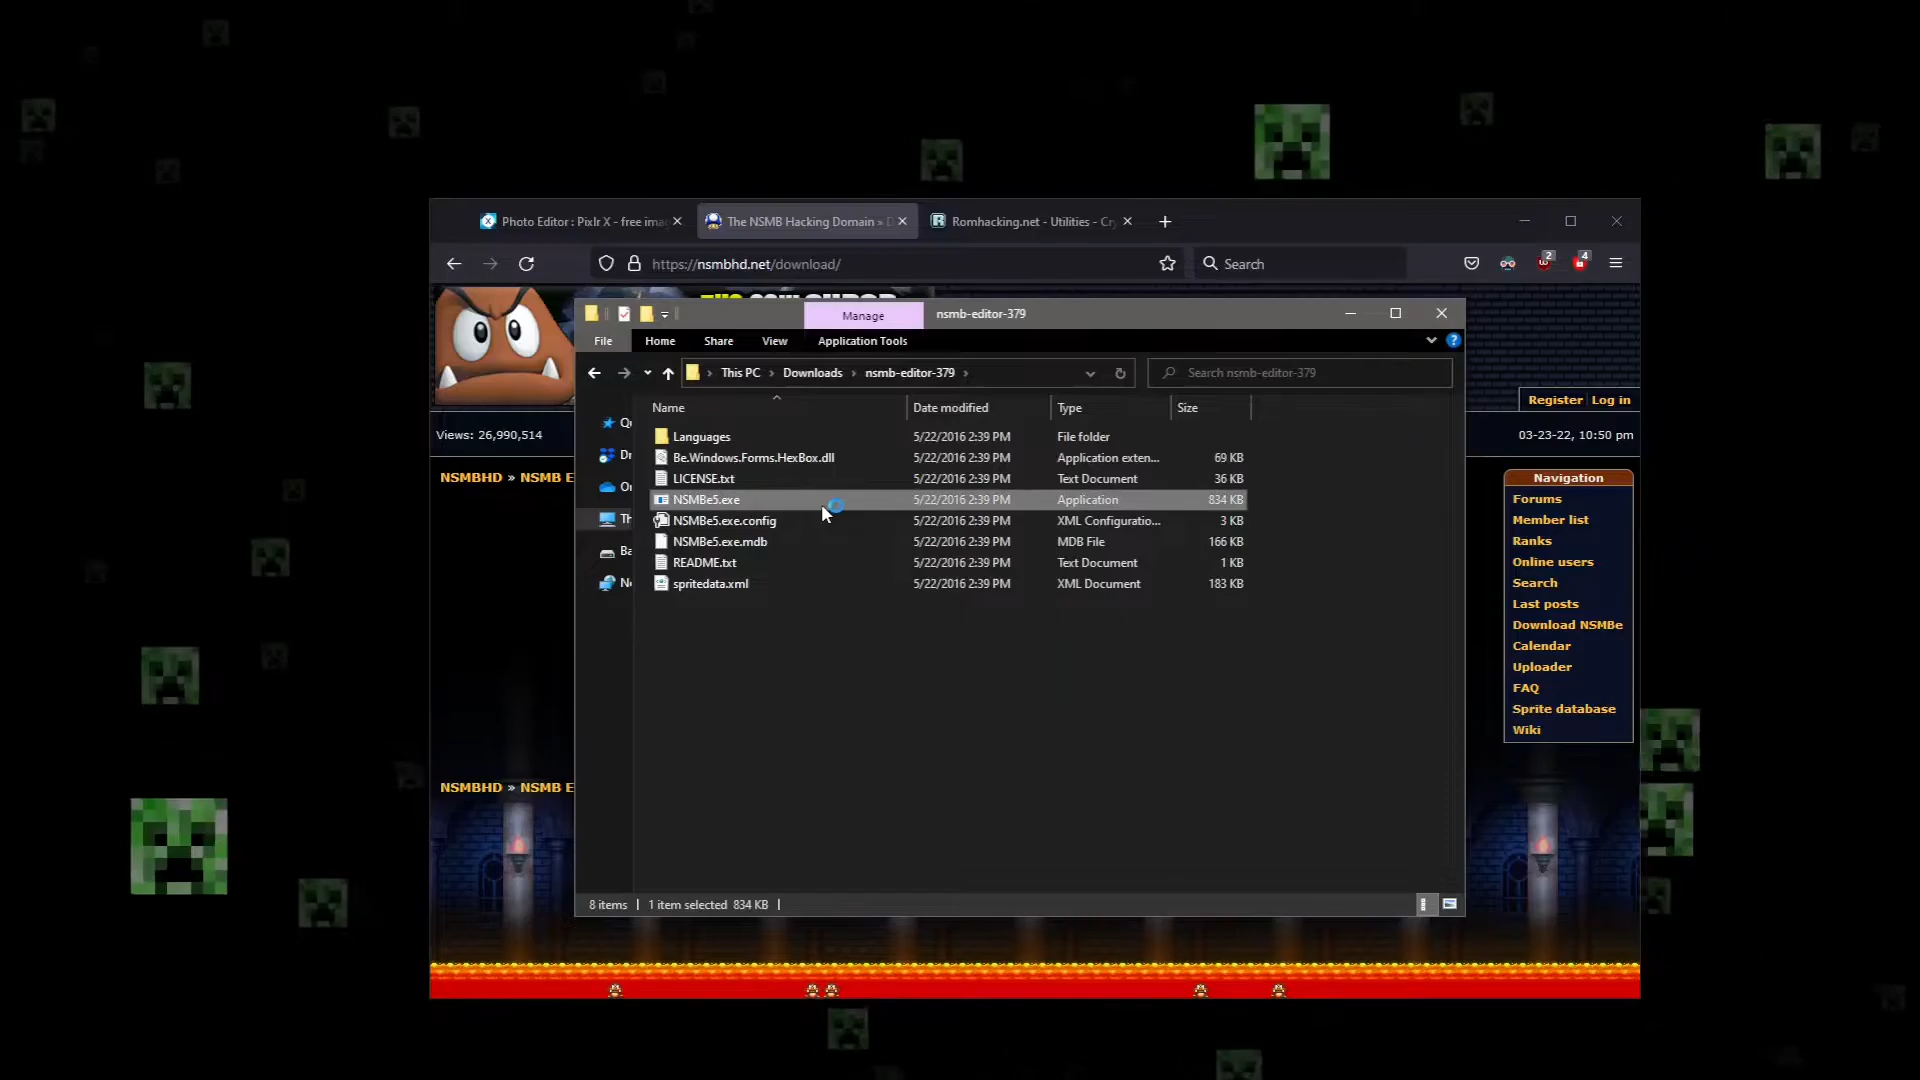 Photo Editor : Pixlr X - free ima
The NSMB Hacking Domain » D
Romhacking.net - Utilities - Cry
https://nsmbhd.net/download/
Search
2
4
Manage
nsmb-editor-379
File
Home
Share
View
Application Tools
This PC
Downloads
nsmb-editor-379
Search nsmb-editor-379
Register Log in
Views: 26,990,514
03-23-22, 10:50 pm
NSMBHD » NSMB E
Name
Date modified
Type
Size
Languages 5/22/2016 2:39 PM File folder
Be.Windows.Forms.HexBox.dll 5/22/2016 2:39 PM Application exten... 69 KB
LICENSE.txt 5/22/2016 2:39 PM Text Document 36 KB
NSMBe5.exe 5/22/2016 2:39 PM Application 834 KB
NSMBe5.exe.config 5/22/2016 2:39 PM XML Configuratio... 3 KB
NSMBe5.exe.mdb 5/22/2016 2:39 PM MDB File 166 KB
README.txt 5/22/2016 2:39 PM Text Document 1 KB
spritedata.xml 5/22/2016 2:39 PM XML Document 183 KB
Qu
Dr
On
Th
Ba
Ne
Navigation
Forums
Member list
Ranks
Online users
Search
Last posts
Download NSMBe
Calendar
Uploader
FAQ
Sprite database
Wiki
NSMBHD » NSMB E
8 items
1 item selected 834 KB